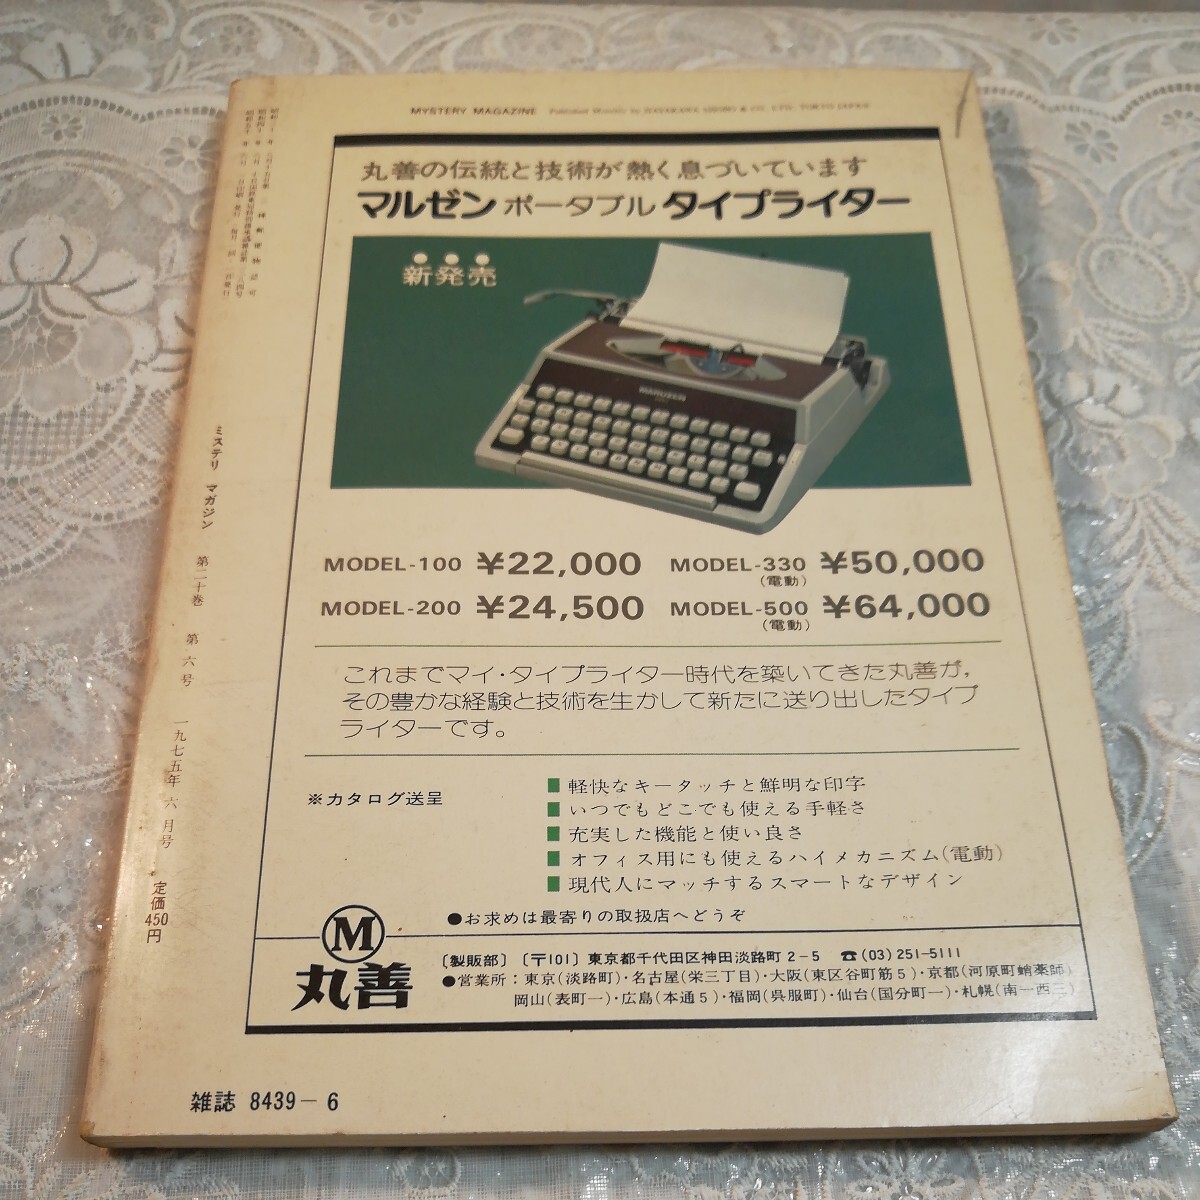 MYSTERY MAGAZINE Published Monthly by HAYAKAWA SHOBO & CO. LTD. TOKYO JAPAN
丸善の伝統と技術が熱く息づいています
マルゼン ポータブル タイプライター
新発売
MARUZEN
MODEL-100 ¥22,000
MODEL-330 (電動) ¥50,000
MODEL-200 ¥24,500
MODEL-500 (電動) ¥64,000
これまでマイ・タイプライター時代を築いてきた丸善が,
その豊かな経験と技術を生かして新たに送り出したタイプ
ライターです。
※カタログ送呈
■軽快なキータッチと鮮明な印字
■いつでもどこでも使える手軽さ
■充実した機能と使い良さ
■オフィス用にも使えるハイメカニズム(電動)
■現代人にマッチするスマートなデザイン
●お求めは最寄りの取扱店へどうぞ
M
丸善
〔製販部〕〔〒101〕東京都千代田区神田淡路町2-5 ☎(03)251-5111
●営業所:東京(淡路町)・名古屋(栄三丁目)・大阪(東区谷町筋5)・京都(河原町蛸薬師)
岡山(表町一)・広島(本通5)・福岡(呉服町)・仙台(国分町一)・札幌(南一西三)
ミステリ マガジン 第二十巻 第六号 一九七五年 六月号 定価450円
雑誌 8439-6